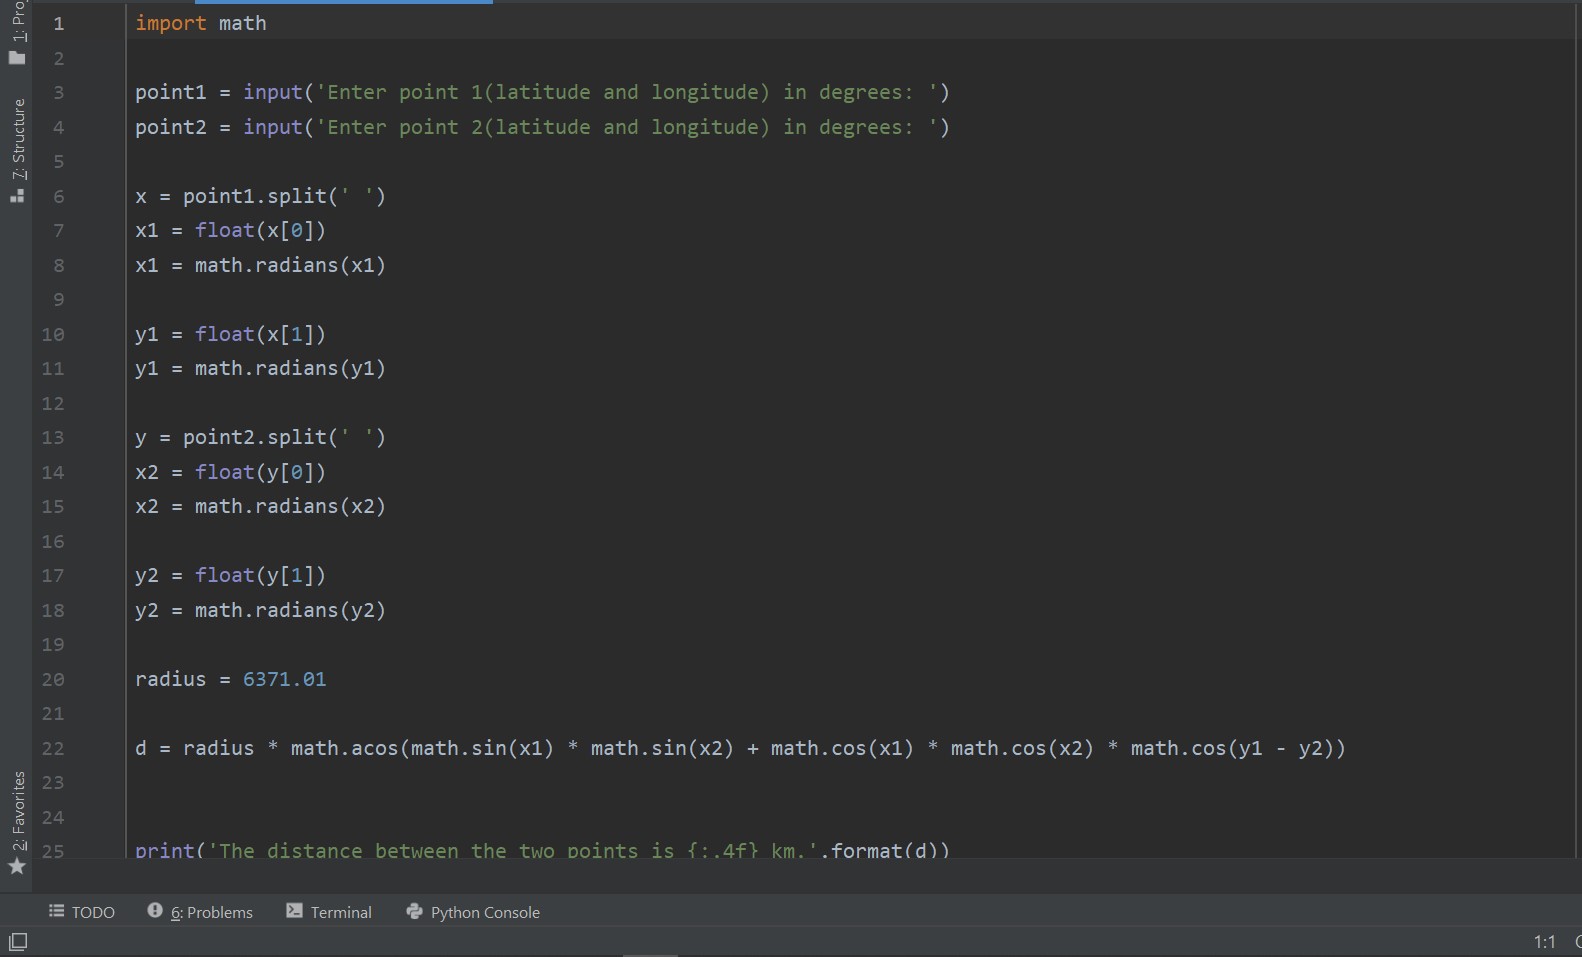 1: Pro
7: Structure
2: Favorites
1 import math
2
3 point1 = input('Enter point 1(latitude and longitude) in degrees: ')
4 point2 = input('Enter point 2(latitude and longitude) in degrees: ')
5
6 x = point1.split(' ')
7 x1 = float(x[0])
8 x1 = math.radians(x1)
9
10 y1 = float(x[1])
11 y1 = math.radians(y1)
12
13 y = point2.split(' ')
14 x2 = float(y[0])
15 x2 = math.radians(x2)
16
17 y2 = float(y[1])
18 y2 = math.radians(y2)
19
20 radius = 6371.01
21
22 d = radius * math.acos(math.sin(x1) * math.sin(x2) + math.cos(x1) * math.cos(x2) * math.cos(y1 - y2))
23
24
25 print('The distance between the two points is {:.4f} km.'.format(d))
TODO 6: Problems Terminal Python Console
1:1